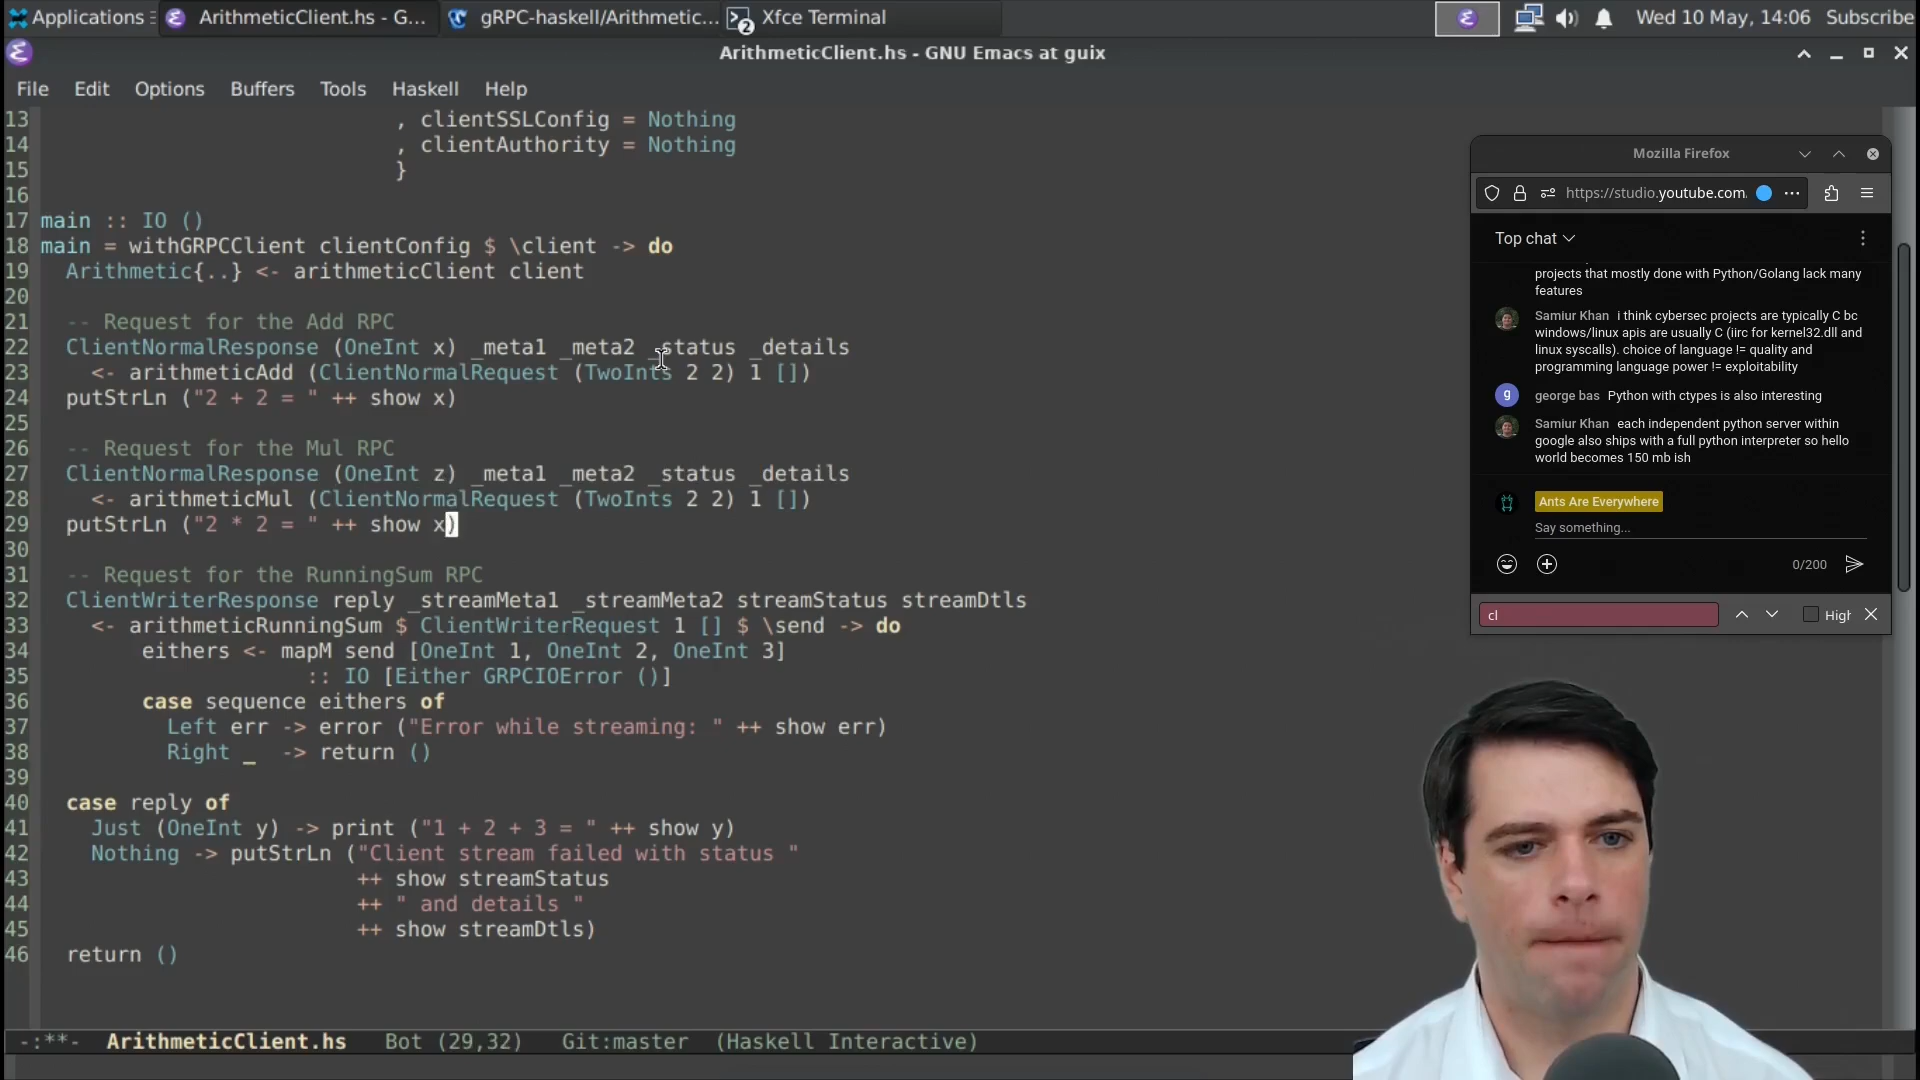 Applications
ArithmeticClient.hs - G...
gRPC-haskell/Arithmetic...
2
Xfce Terminal
Wed 10 May, 14:06
Subscribe
ArithmeticClient.hs - GNU Emacs at guix
File Edit Options Buffers Tools Haskell Help
13 , clientSSLConfig = Nothing
14 , clientAuthority = Nothing
15 }
16
17 main :: IO ()
18 main = withGRPCClient clientConfig $ \client -> do
19 Arithmetic{..} <- arithmeticClient client
20
21 -- Request for the Add RPC
22 ClientNormalResponse (OneInt x) _meta1 _meta2 _status _details
23 <- arithmeticAdd (ClientNormalRequest (TwoInts 2 2) 1 [])
24 putStrLn ("2 + 2 = " ++ show x)
25
26 -- Request for the Mul RPC
27 ClientNormalResponse (OneInt z) _meta1 _meta2 _status _details
28 <- arithmeticMul (ClientNormalRequest (TwoInts 2 2) 1 [])
29 putStrLn ("2 * 2 = " ++ show x)
30
31 -- Request for the RunningSum RPC
32 ClientWriterResponse reply _streamMeta1 _streamMeta2 streamStatus streamDtls
33 <- arithmeticRunningSum $ ClientWriterRequest 1 [] $ \send -> do
34 eithers <- mapM send [OneInt 1, OneInt 2, OneInt 3]
35 :: IO [Either GRPCIOError ()]
36 case sequence eithers of
37 Left err -> error ("Error while streaming: " ++ show err)
38 Right _ -> return ()
39
40 case reply of
41 Just (OneInt y) -> print ("1 + 2 + 3 = " ++ show y)
42 Nothing -> putStrLn ("Client stream failed with status "
43 ++ show streamStatus
44 ++ " and details "
45 ++ show streamDtls)
46 return ()
-:**- ArithmeticClient.hs Bot (29,32) Git:master (Haskell Interactive)
Mozilla Firefox
https://studio.youtube.com
Top chat
projects that mostly done with Python/Golang lack many
features
Samiur Khan i think cybersec projects are typically C bc
windows/linux apis are usually C (iirc for kernel32.dll and
linux syscalls). choice of language != quality and
programming language power != exploitability
g george bas Python with ctypes is also interesting
Samiur Khan each independent python server within
google also ships with a full python interpreter so hello
world becomes 150 mb ish
Ants Are Everywhere
Say something...
0/200
cl
High